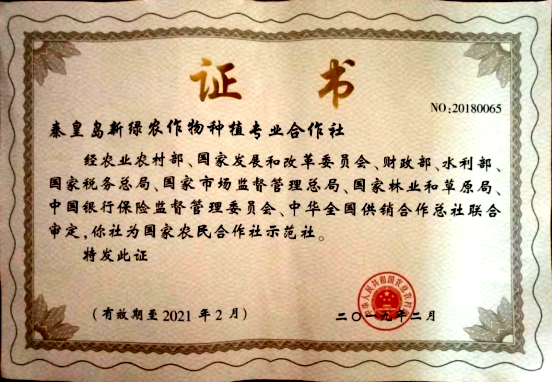 证 书
NO:20180065
秦皇岛新绿农作物种植专业合作社
经农业农村部、国家发展和改革委员会、财政部、水利部、
国家税务总局、国家市场监督管理总局、国家林业和草原局、
中国银行保险监督管理委员会、中华全国供销合作总社联合
审定，你社为国家农民合作社示范社。
特发此证
(有效期至2021年2月)
二〇一九年二月